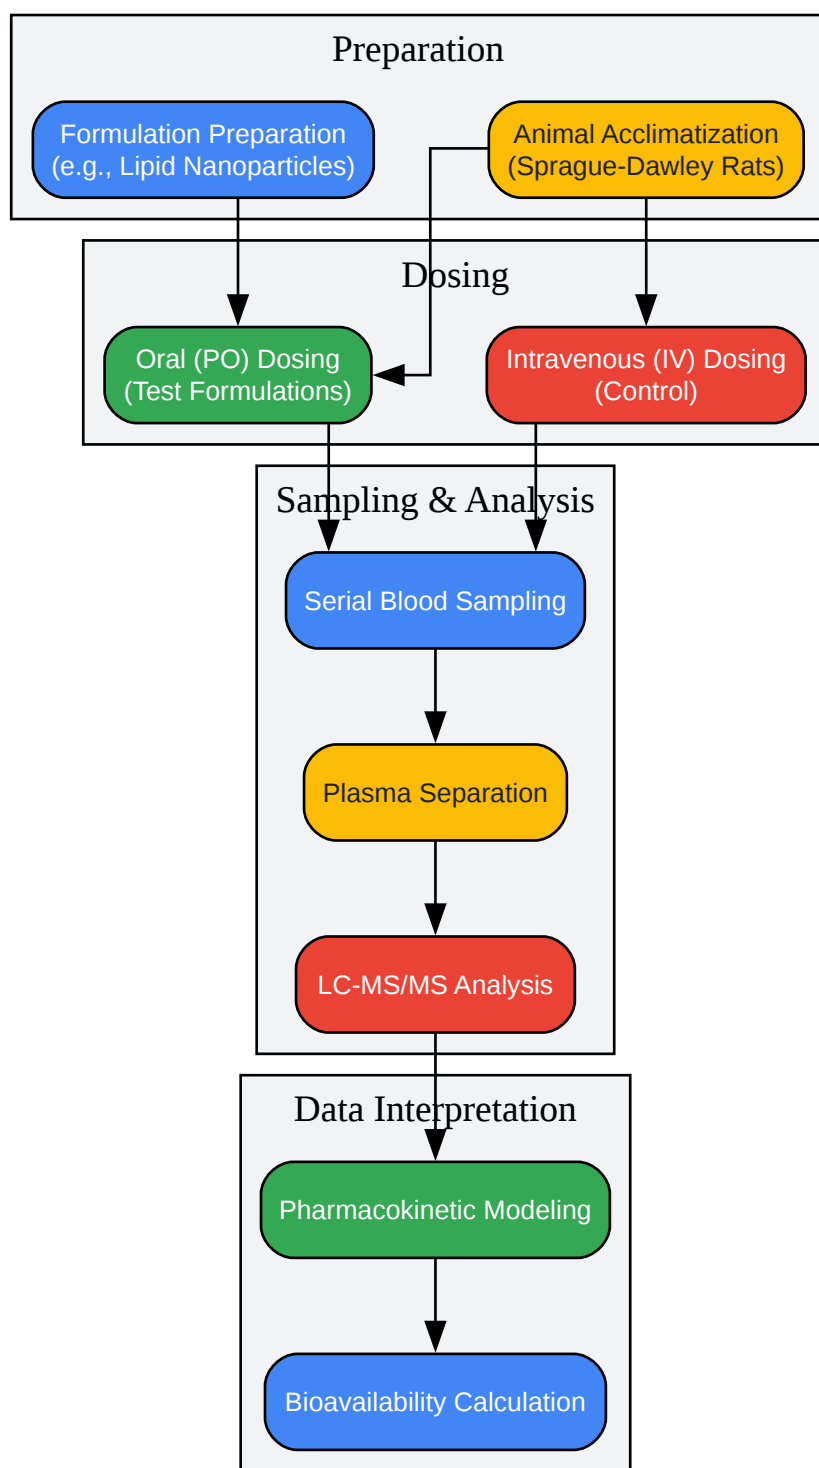 Preparation
Formulation Preparation
(e.g., Lipid Nanoparticles)
Animal Acclimatization
(Sprague-Dawley Rats)
Dosing
Oral (PO) Dosing
(Test Formulations)
Intravenous (IV) Dosing
(Control)
Sampling & Analysis
Serial Blood Sampling
Plasma Separation
LC-MS/MS Analysis
Data Interpretation
Pharmacokinetic Modeling
Bioavailability Calculation